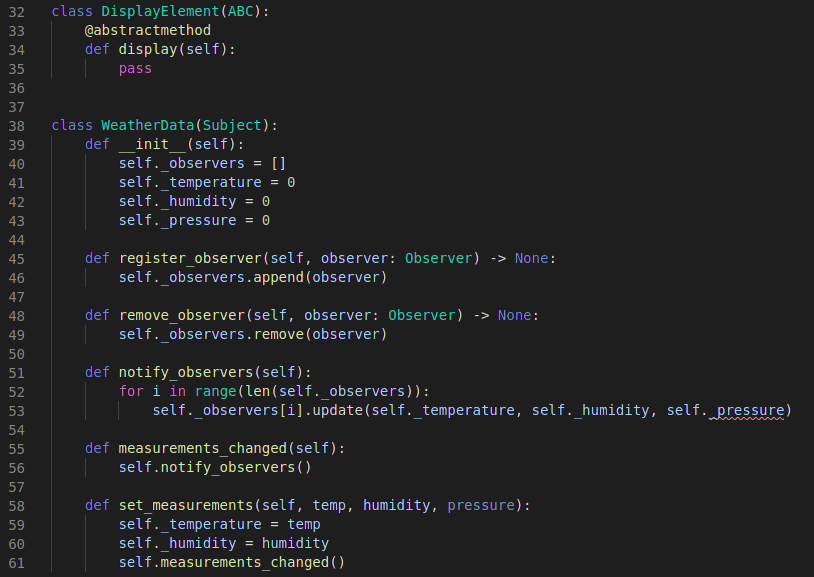 32 class DisplayElement(ABC):
33     @abstractmethod
34     def display(self):
35         pass
36
37
38 class WeatherData(Subject):
39     def __init__(self):
40         self._observers = []
41         self._temperature = 0
42         self._humidity = 0
43         self._pressure = 0
44
45     def register_observer(self, observer: Observer) -> None:
46         self._observers.append(observer)
47
48     def remove_observer(self, observer: Observer) -> None:
49         self._observers.remove(observer)
50
51     def notify_observers(self):
52         for i in range(len(self._observers)):
53             self._observers[i].update(self._temperature, self._humidity, self._pressure)
54
55     def measurements_changed(self):
56         self.notify_observers()
57
58     def set_measurements(self, temp, humidity, pressure):
59         self._temperature = temp
60         self._humidity = humidity
61         self.measurements_changed()